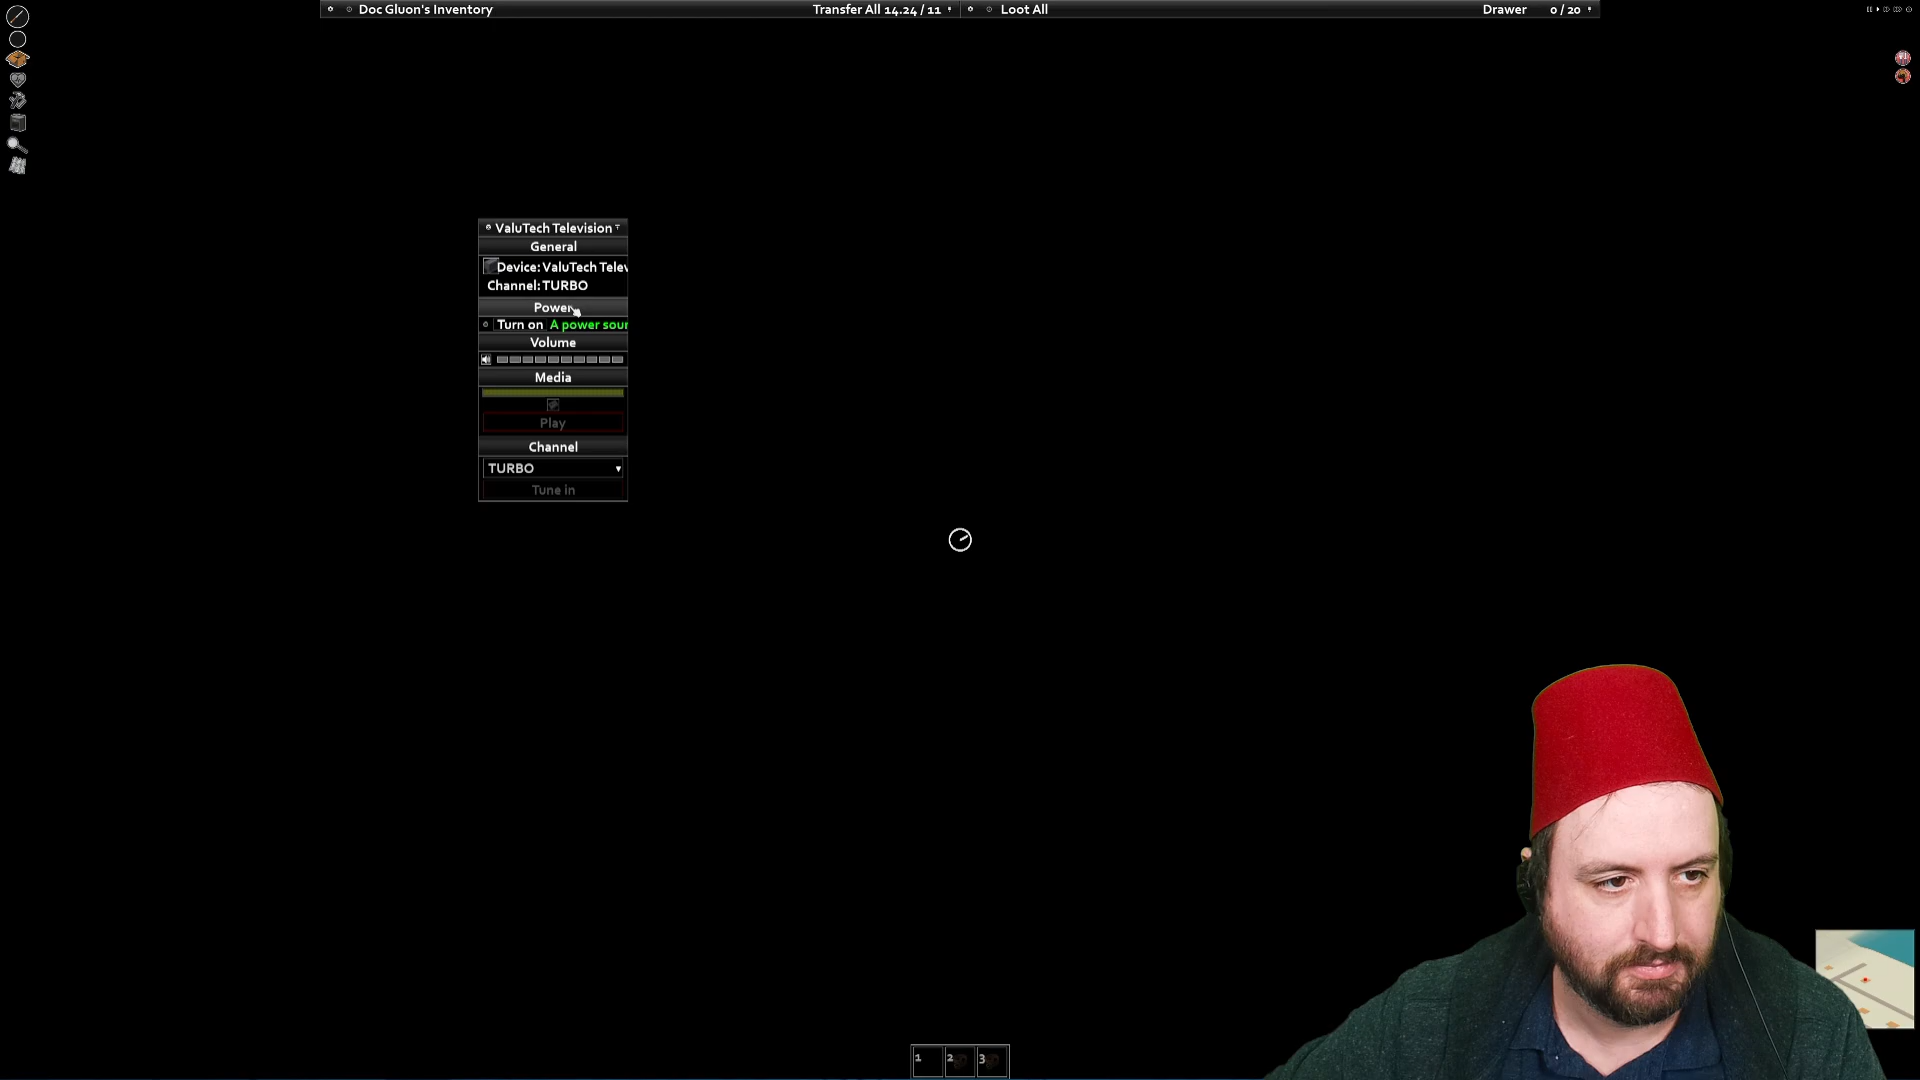 Doc Gluon's Inventory
Transfer All 14.24 / 11
Loot All
Drawer 0 / 20
ValuTech Television
General
Device: ValuTech Telev
Channel: TURBO
Power
Turn on A power sour
Volume
Media
Play
Channel
TURBO
Tune in
1 2 3